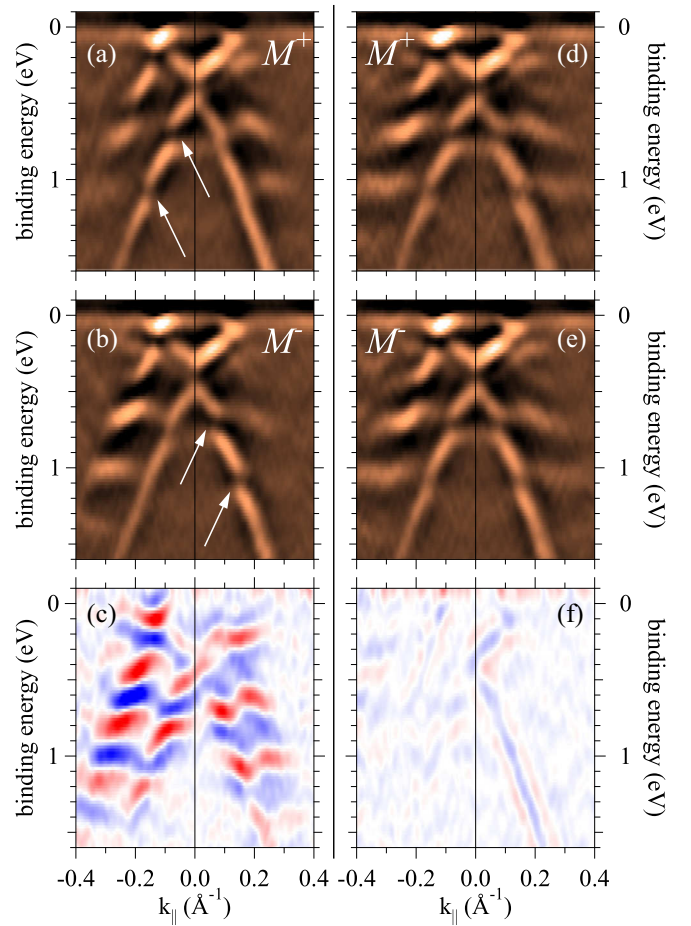 0
(a)
M+
M+
(d)
1
binding energy (eV)
0
1
binding energy (eV)
0
(b)
M-
M-
(e)
1
binding energy (eV)
0
1
binding energy (eV)
0
(c)
(f)
1
binding energy (eV)
0
1
binding energy (eV)
-0.4 -0.2 0.0 0.2 0.4
k|| (Å-1)
-0.4 -0.2 0.0 0.2 0.4
k|| (Å-1)